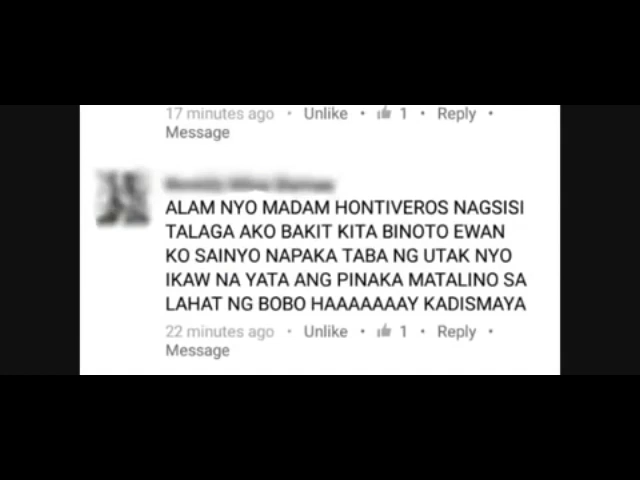 17 minutes ago • Unlike • 1 • Reply •
Message
ALAM NYO MADAM HONTIVEROS NAGSISI
TALAGA AKO BAKIT KITA BINOTO EWAN
KO SAINYO NAPAKA TABA NG UTAK NYO
IKAW NA YATA ANG PINAKA MATALINO SA
LAHAT NG BOBO HAAAAAAAY KADISMAYA
22 minutes ago • Unlike • 1 • Reply •
Message